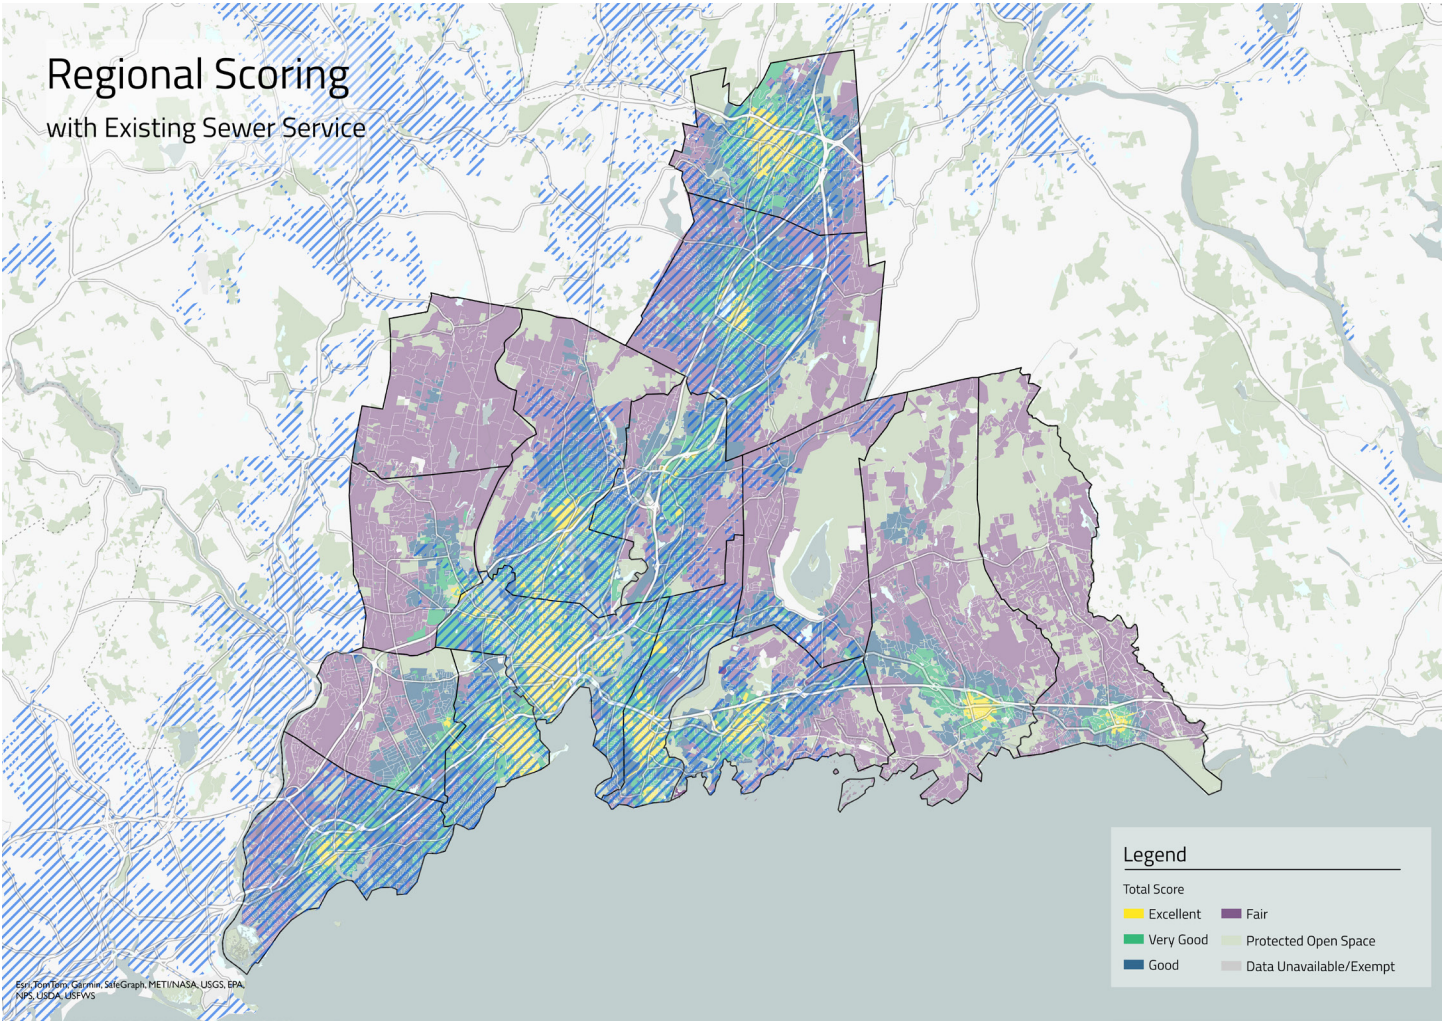 Regional Scoring
with Existing Sewer Service
Legend
Total Score
Excellent
Fair
Very Good
Protected Open Space
Good
Data Unavailable/Exempt
Esri, TomTom, Garmin, SafeGraph, METI/NASA, USGS, EPA,
NPS, USDA, USFWS